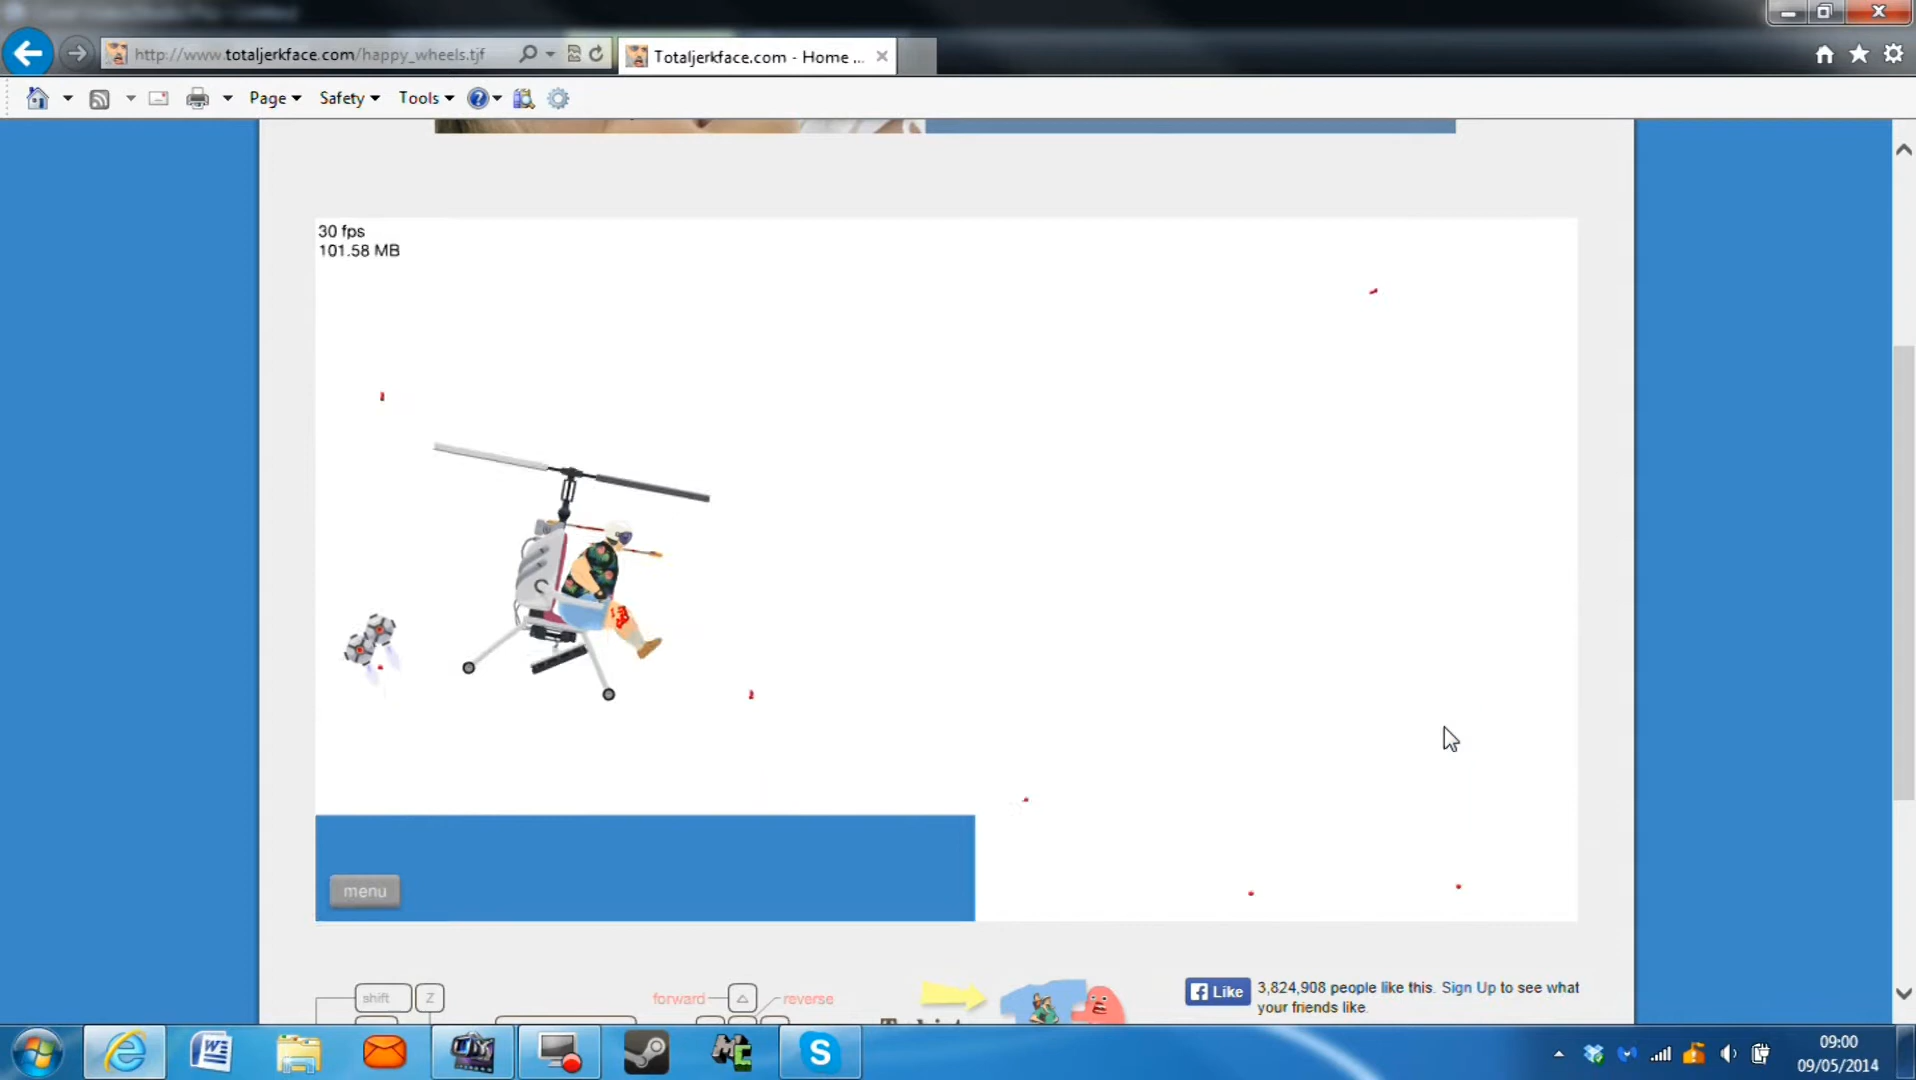 http://www.totaljerkface.com/happy_wheels.tjf
Totaljerkface.com - Home ...
Page
Safety
Tools
30 fps
101.58 MB
menu
shift
Z
forward
reverse
Like
3,824,908 people like this. Sign Up to see what
your friends like.
09:00
09/05/2014